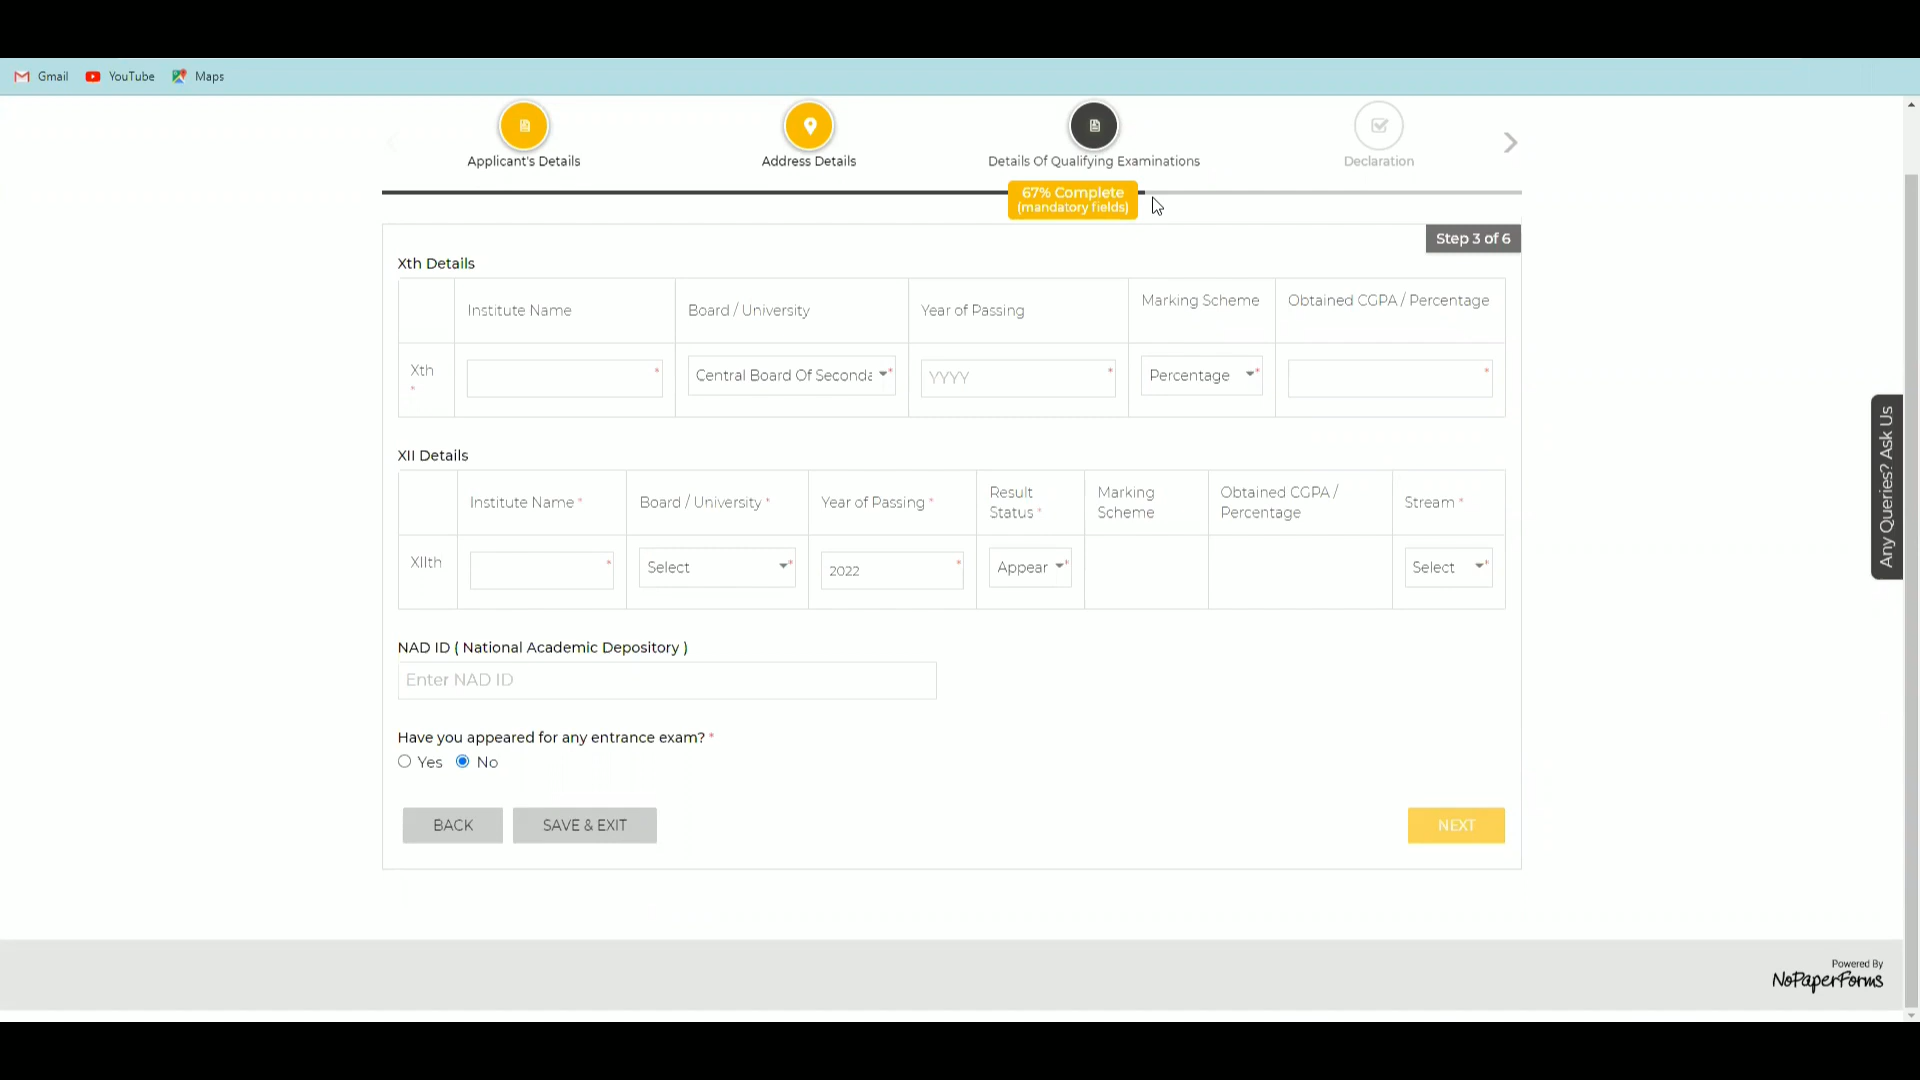 Gmail YouTube Maps
Applicant's Details Address Details Details Of Qualifying Examinations Declaration
67% Complete
(mandatory fields)
Step 3 of 6
Xth Details
Institute Name Board / University Year of Passing Marking Scheme Obtained CGPA / Percentage
Xth * * Central Board Of Seconda * YYYY * Percentage * *
XII Details
Institute Name * Board / University * Year of Passing * Result Status * Marking Scheme Obtained CGPA / Percentage Stream *
XIIth * Select * 2022 * Appear * Select *
NAD ID ( National Academic Depository )
Enter NAD ID
Have you appeared for any entrance exam? *
Yes No
BACK SAVE & EXIT NEXT
Any Queries? Ask Us
Powered By
NoPaperForms